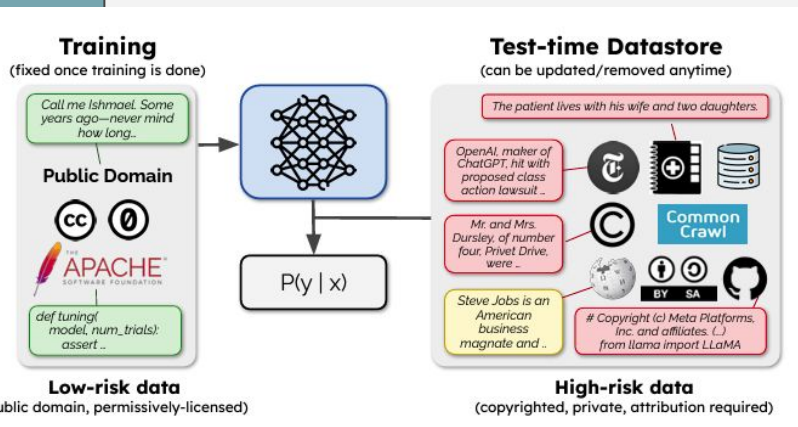 Training
(fixed once training is done)
Call me Ishmael. Some
years ago—never mind
how long..
Public Domain
cc
0
THE
APACHE
SOFTWARE FOUNDATION
def tuning(
model, num_trials):
assert ..
Low-risk data
ublic domain, permissively-licensed)
P(y | x)
Test-time Datastore
(can be updated/removed anytime)
The patient lives with his wife and two daughters.
OpenAI, maker of
ChatGPT, hit with
proposed class
action lawsuit ..
T
Mr. and Mrs.
Dursley, of number
four, Privet Drive,
were ..
©
Common
Crawl
Steve Jobs is an
American
business
magnate and ..
BY SA
# Copyright (c) Meta Platforms,
Inc. and affiliates. (...)
from llama import LLaMA
High-risk data
(copyrighted, private, attribution required)